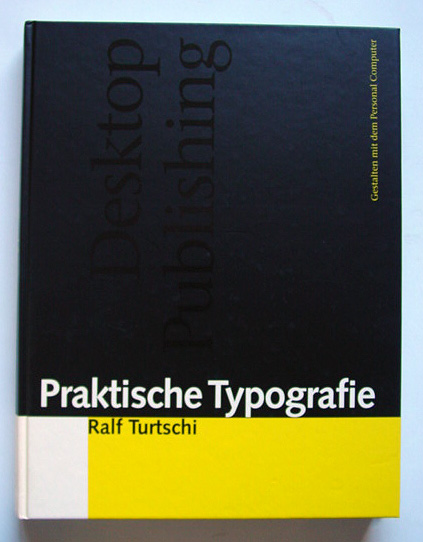 Desktop
Publishing
Gestalten mit dem Personal Computer
Praktische Typografie
Ralf Turtschi